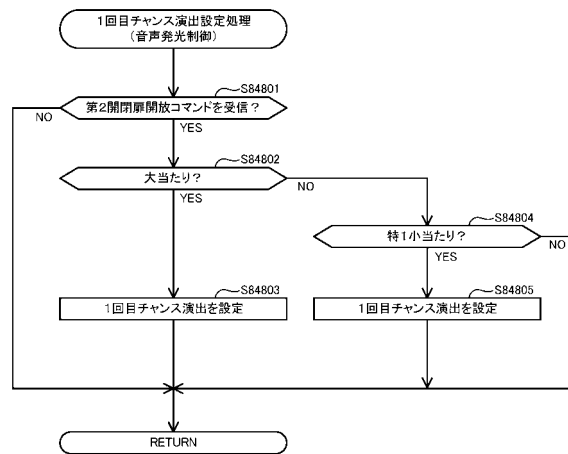 1回目チャンス演出設定処理
(音声発光制御)
S84801
第2開閉扉開放コマンドを受信?
NO
YES
S84802
大当たり?
NO
YES
S84804
特1小当たり?
NO
YES
S84803
1回目チャンス演出を設定
S84805
1回目チャンス演出を設定
RETURN